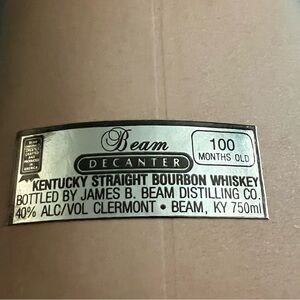 Beam
DECANTER
100
MONTHS OLD
KENTUCKY STRAIGHT BOURBON WHISKEY
BOTTLED BY JAMES B. BEAM DISTILLING CO.
40% ALC/VOL CLERMONT • BEAM, KY 750ml